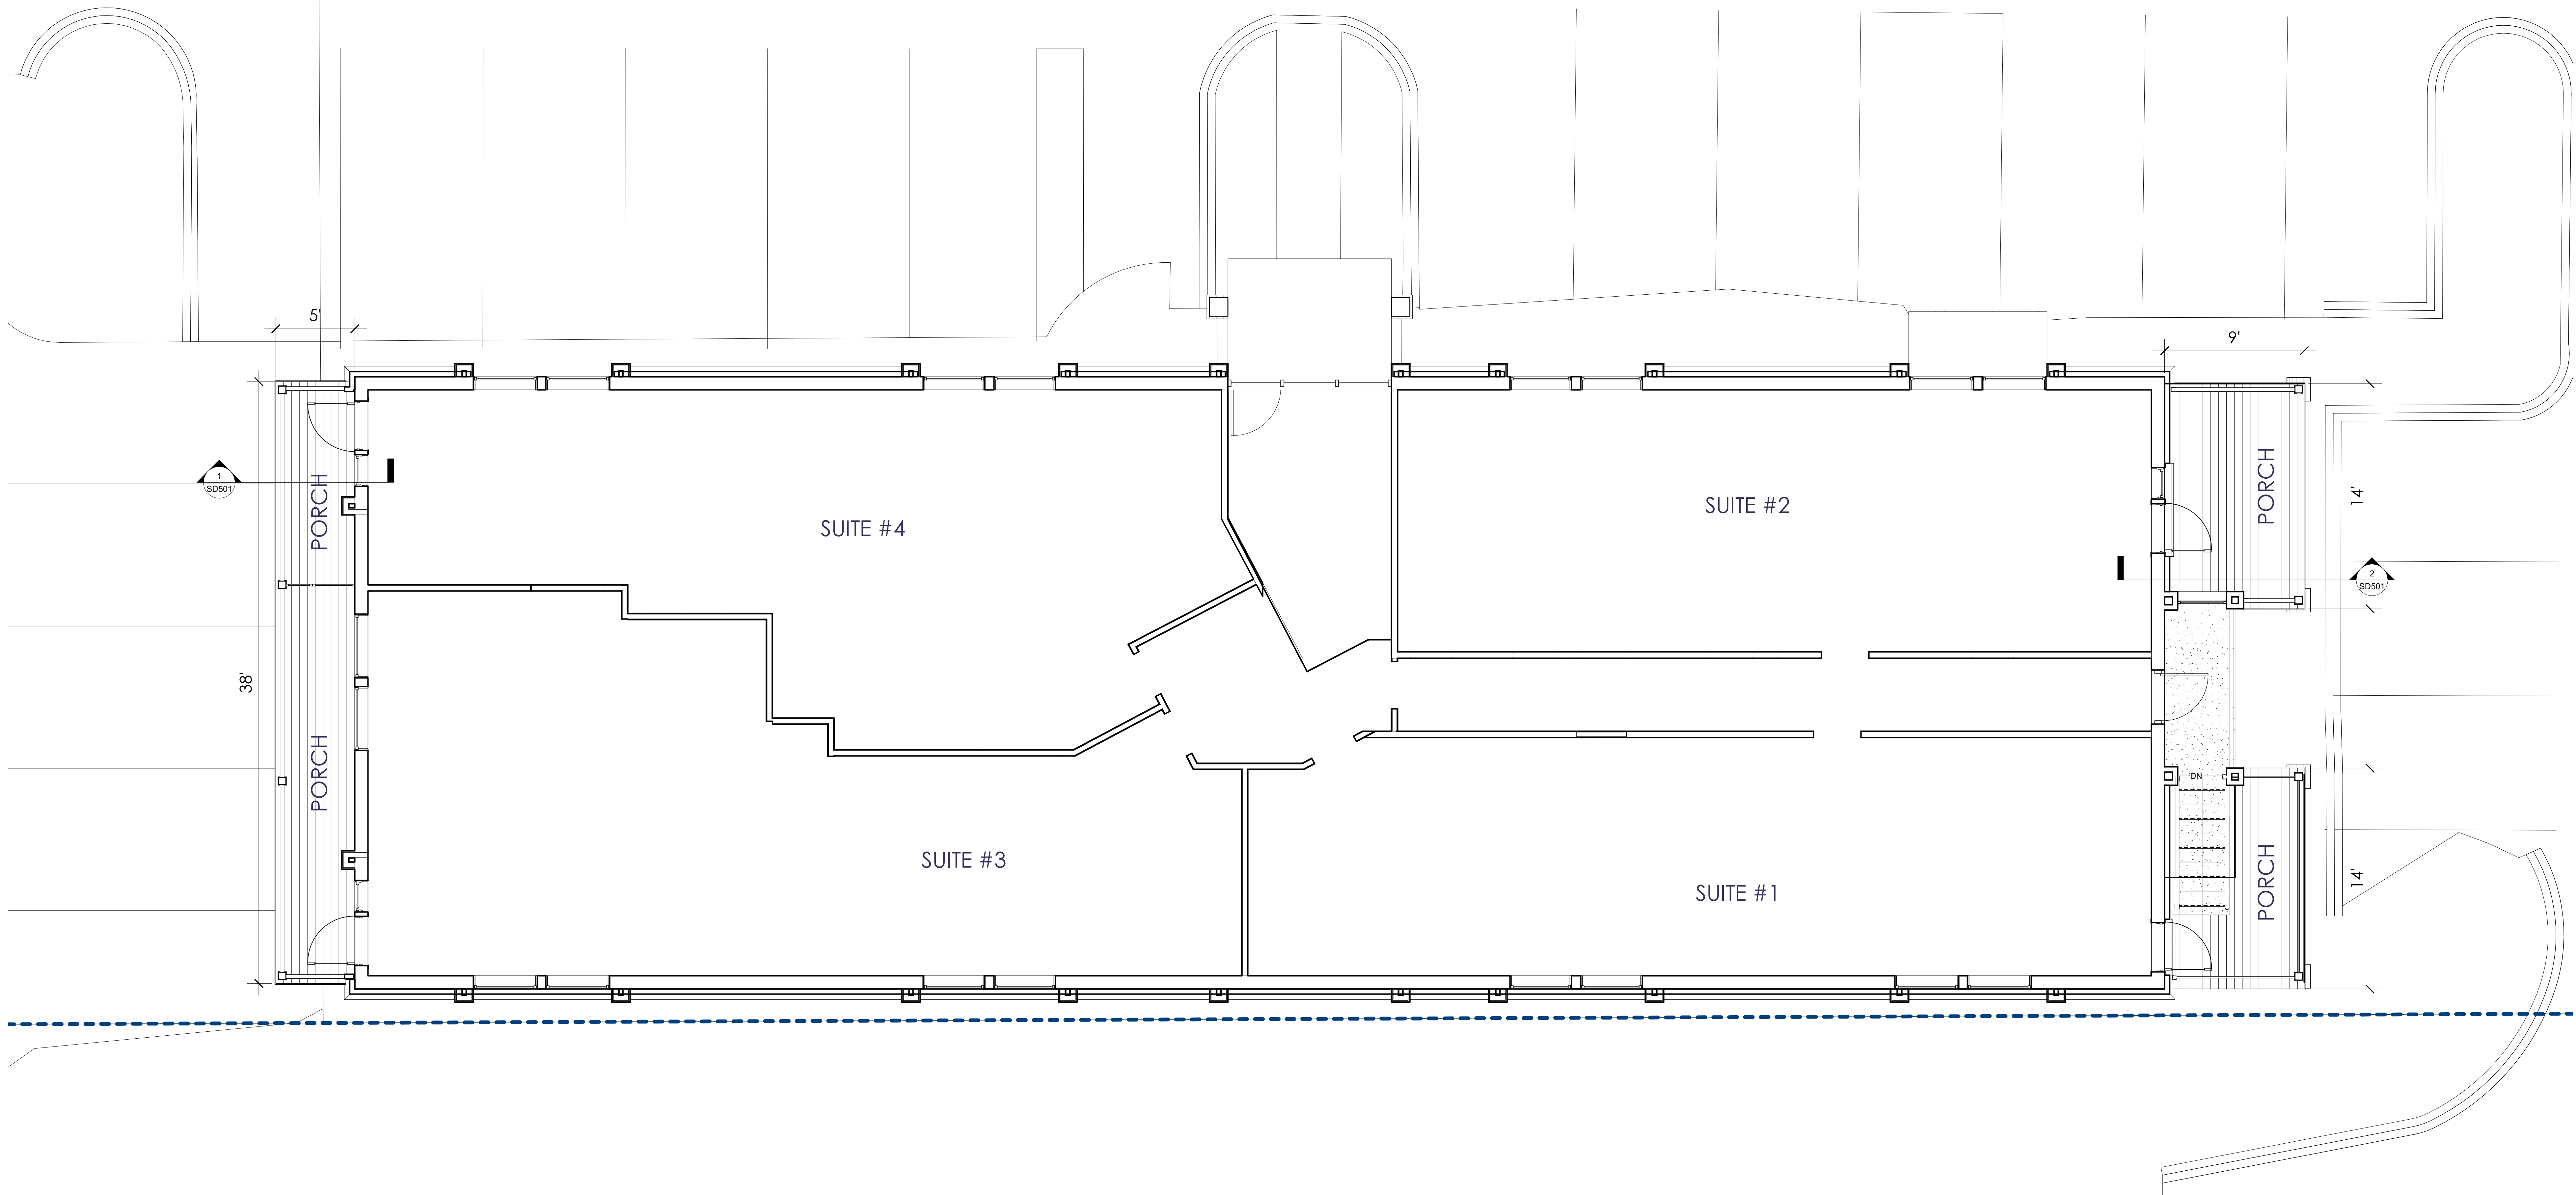 5'
9'
1
SD501
PORCH
SUITE #4
SUITE #2
PORCH
14'
2
SD501
38'
PORCH
DN
SUITE #3
SUITE #1
PORCH
14'